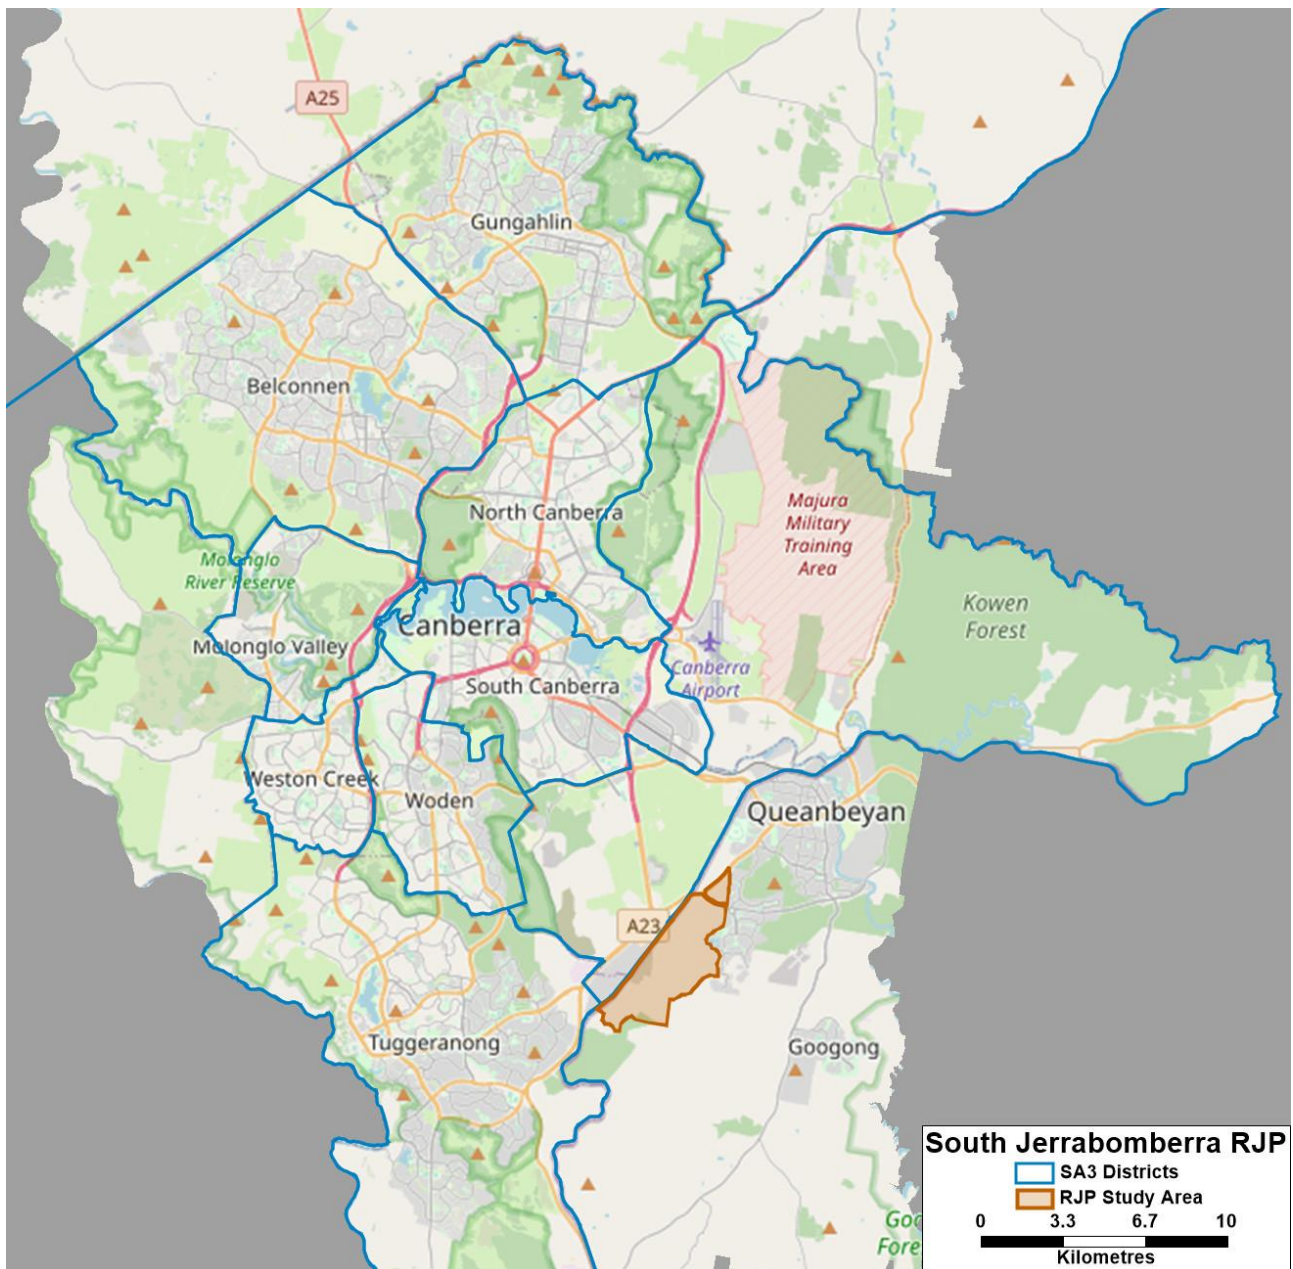 A25
Gungahlin
Belconnen
North Canberra
Majura
Military
Training
Area
Molonglo
River Reserve
Kowen
Forest
Canberra
Molonglo Valley
Canberra
Airport
South Canberra
Weston Creek
Woden
Queanbeyan
A23
Tuggeranong
Googong
Goo
Fore
South Jerrabomberra RJP
SA3 Districts
RJP Study Area
0 3.3 6.7 10
Kilometres